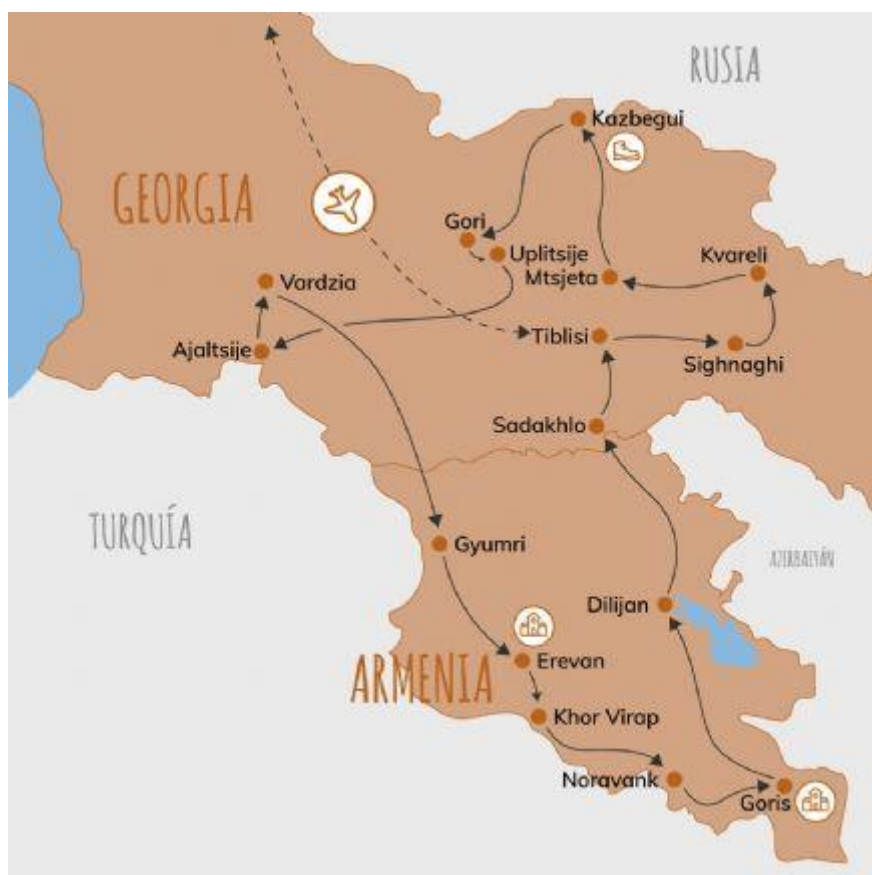 RUSIA
Kazbegui
GEORGIA
Gori
Uplitsije
Mtsjeta
Kvareli
Vardzia
Tiblisi
Ajaltsije
Sighnaghi
Sadakhlo
TURQUÍA
Gyumri
AZERBAIYÁN
Dilijan
Erevan
ARMENIA
Khor Virap
Noravank
Goris